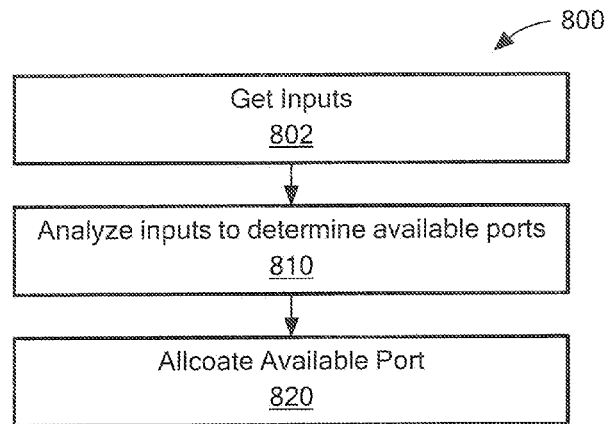 800
Get Inputs
802
Analyze inputs to determine available ports
810
Allcoate Available Port
820